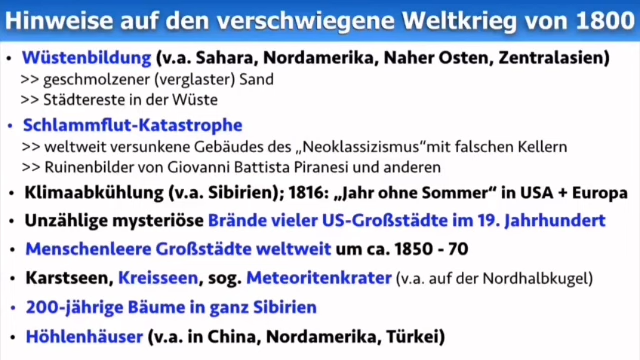 Hinweise auf den verschwiegene Weltkrieg von 1800
• Wüstenbildung (v.a. Sahara, Nordamerika, Naher Osten, Zentralasien)
>> geschmolzener (verglaster) Sand
>> Städtereste in der Wüste
• Schlammflut-Katastrophe
>> weltweit versunkene Gebäudes des „Neoklassizismus“mit falschen Kellern
>> Ruinenbilder von Giovanni Battista Piranesi und anderen
• Klimaabkühlung (v.a. Sibirien); 1816: „Jahr ohne Sommer“ in USA + Europa
• Unzählige mysteriöse Brände vieler US-Großstädte im 19. Jahrhundert
• Menschenleere Großstädte weltweit um ca. 1850 - 70
• Karstseen, Kreisseen, sog. Meteoritenkrater (v.a. auf der Nordhalbkugel)
• 200-jährige Bäume in ganz Sibirien
• Höhlenhäuser (v.a. in China, Nordamerika, Türkei)